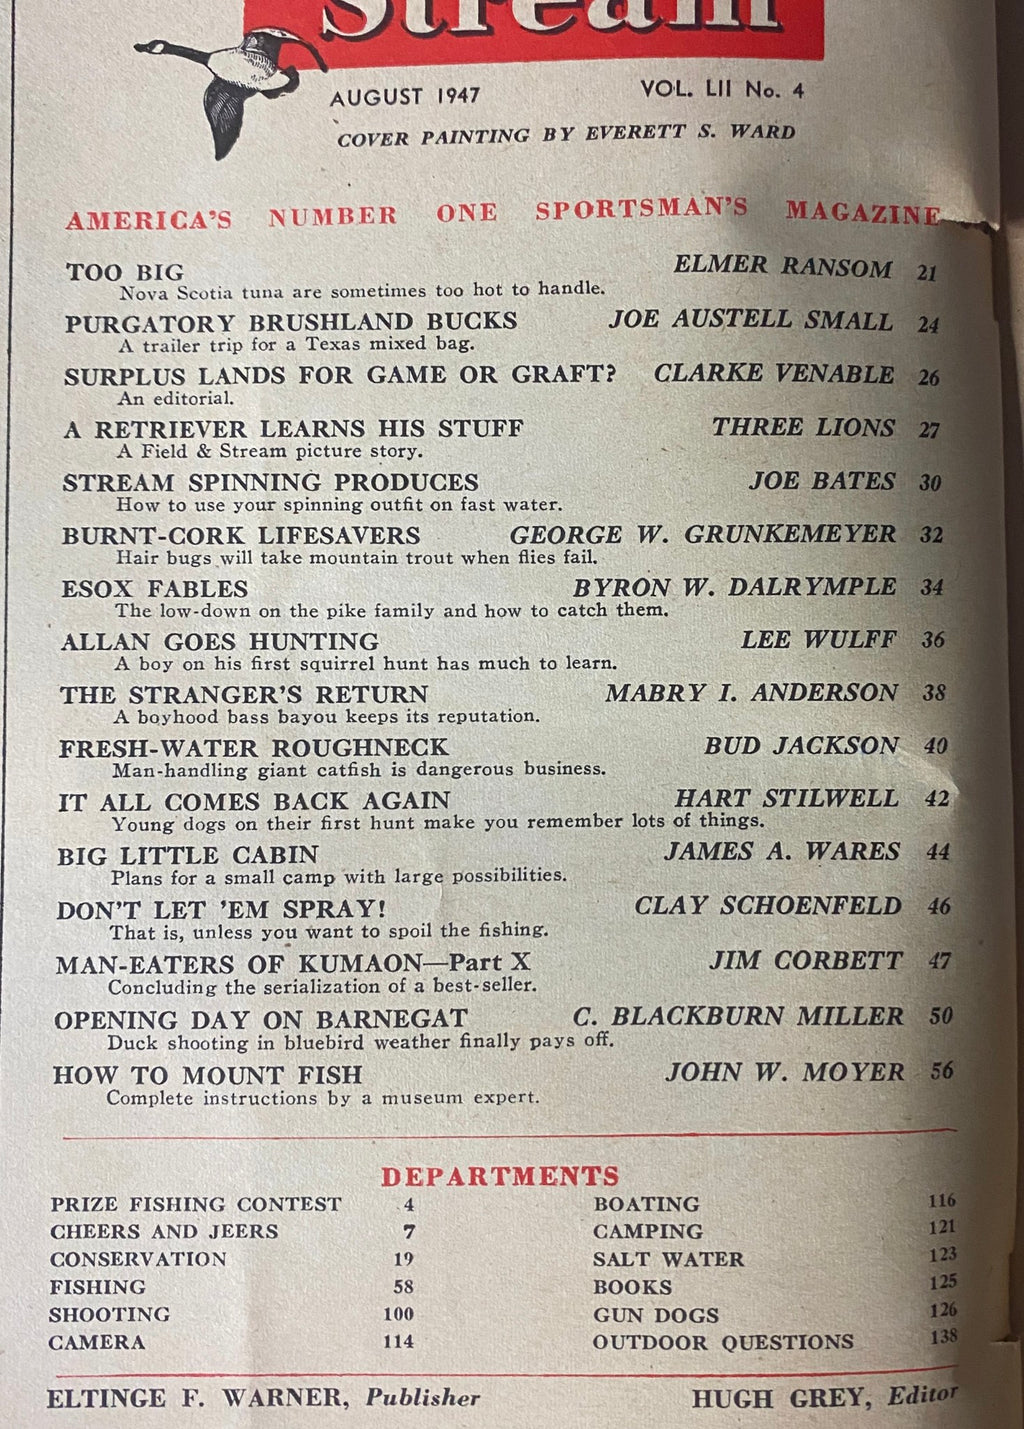 Stream
AUGUST 1947 VOL. LII No. 4
COVER PAINTING BY EVERETT S. WARD
AMERICA'S NUMBER ONE SPORTSMAN'S MAGAZINE
TOO BIG ELMER RANSOM 21
Nova Scotia tuna are sometimes too hot to handle.
PURGATORY BRUSHLAND BUCKS JOE AUSTELL SMALL 24
A trailer trip for a Texas mixed bag.
SURPLUS LANDS FOR GAME OR GRAFT? CLARKE VENABLE 26
An editorial.
A RETRIEVER LEARNS HIS STUFF THREE LIONS 27
A Field & Stream picture story.
STREAM SPINNING PRODUCES JOE BATES 30
How to use your spinning outfit on fast water.
BURNT-CORK LIFESAVERS GEORGE W. GRUNKEMEYER 32
Hair bugs will take mountain trout when flies fail.
ESOX FABLES BYRON W. DALRYMPLE 34
The low-down on the pike family and how to catch them.
ALLAN GOES HUNTING LEE WULFF 36
A boy on his first squirrel hunt has much to learn.
THE STRANGER'S RETURN MABRY I. ANDERSON 38
A boyhood bass bayou keeps its reputation.
FRESH-WATER ROUGHNECK BUD JACKSON 40
Man-handling giant catfish is dangerous business.
IT ALL COMES BACK AGAIN HART STILWELL 42
Young dogs on their first hunt make you remember lots of things.
BIG LITTLE CABIN JAMES A. WARES 44
Plans for a small camp with large possibilities.
DON'T LET 'EM SPRAY! CLAY SCHOENFELD 46
That is, unless you want to spoil the fishing.
MAN-EATERS OF KUMAON—Part X JIM CORBETT 47
Concluding the serialization of a best-seller.
OPENING DAY ON BARNEGAT C. BLACKBURN MILLER 50
Duck shooting in bluebird weather finally pays off.
HOW TO MOUNT FISH JOHN W. MOYER 56
Complete instructions by a museum expert.
DEPARTMENTS
PRIZE FISHING CONTEST 4 BOATING 116
CHEERS AND JEERS 7 CAMPING 121
CONSERVATION 19 SALT WATER 123
FISHING 58 BOOKS 125
SHOOTING 100 GUN DOGS 126
CAMERA 114 OUTDOOR QUESTIONS 138
ELTINGE F. WARNER, Publisher HUGH GREY, Editor